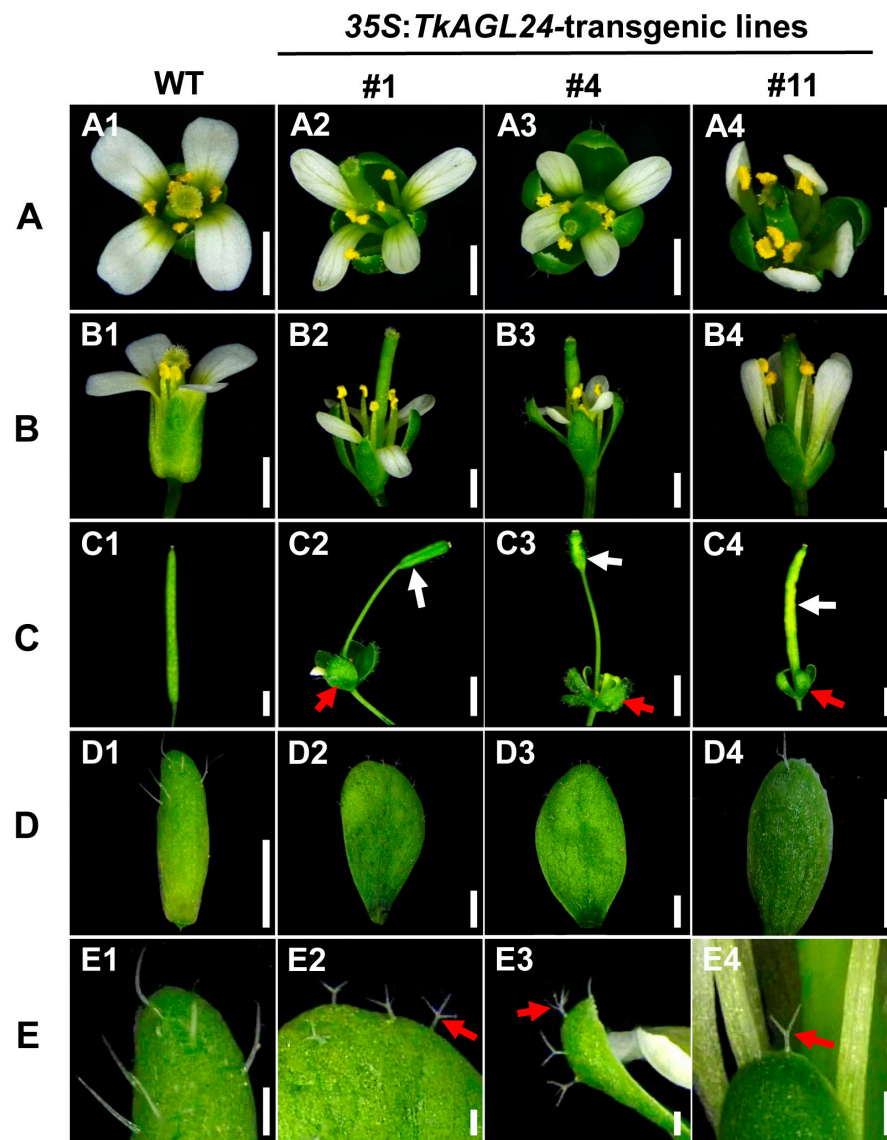 35S:TkAGL24-transgenic lines
WT #1 #4 #11
A A1 A2 A3 A4
B B1 B2 B3 B4
C C1 C2 C3 C4
D D1 D2 D3 D4
E E1 E2 E3 E4